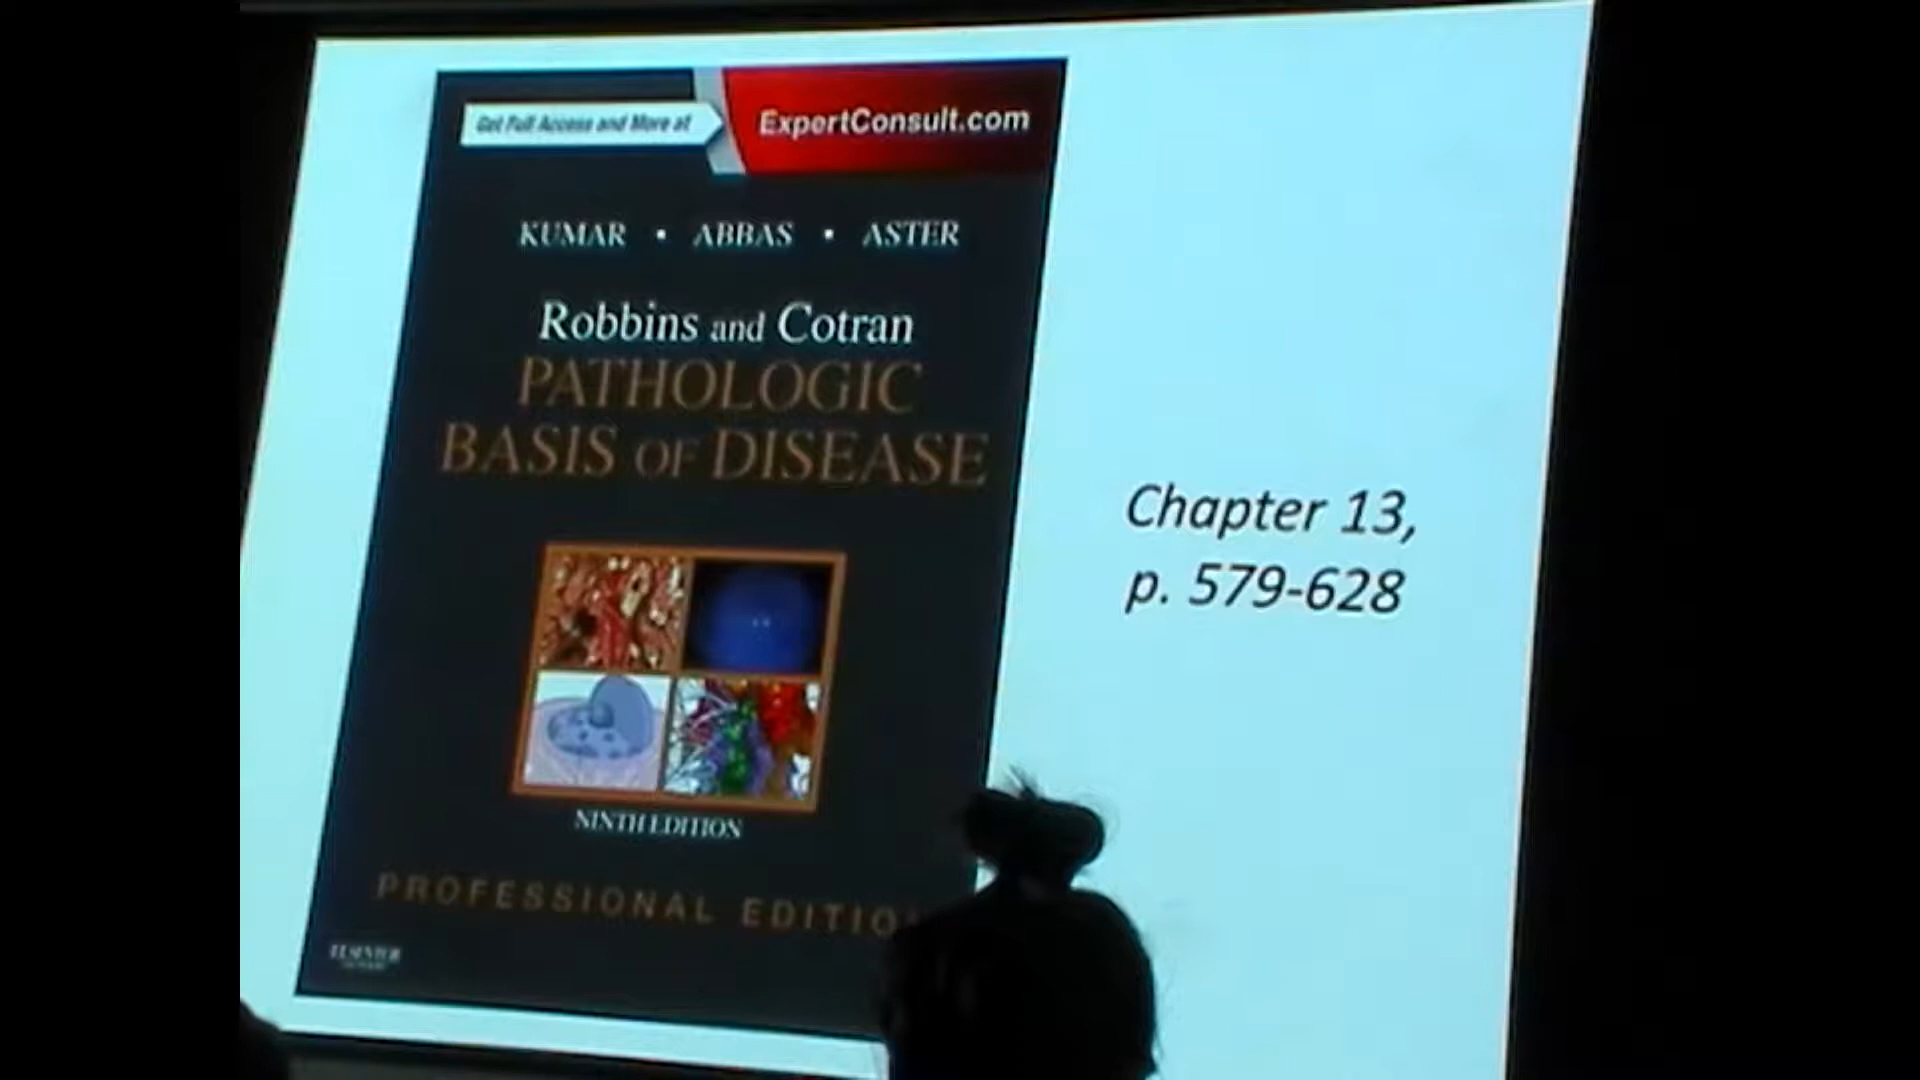 Get Full Access and More at
ExpertConsult.com
KUMAR • ABBAS • ASTER
Robbins and Cotran
PATHOLOGIC
BASIS OF DISEASE
NINTH EDITION
PROFESSIONAL EDITIO
ELSEVIER
Chapter 13,
p. 579-628